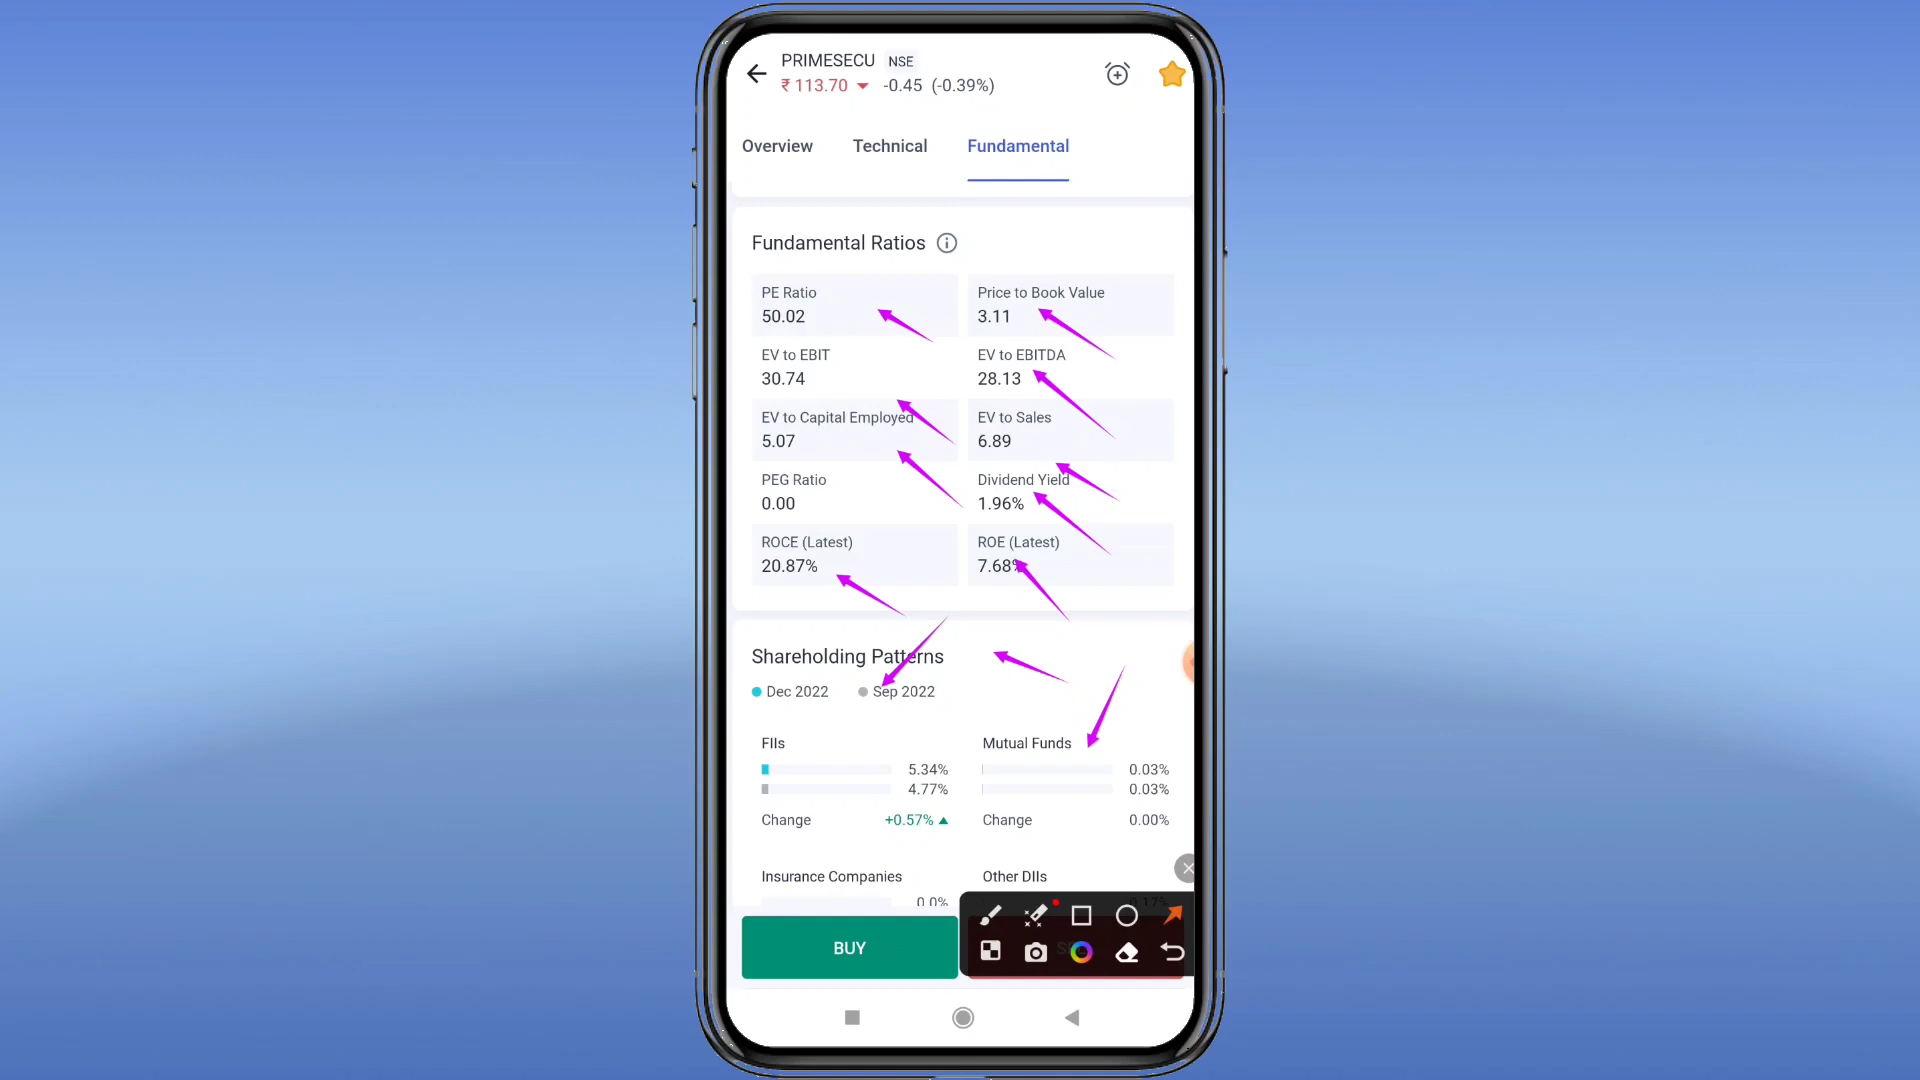 PRIMESECU NSE
₹ 113.70 -0.45 (-0.39%)
Overview Technical Fundamental
Fundamental Ratios
PE Ratio Price to Book Value
50.02 3.11
EV to EBIT EV to EBITDA
30.74 28.13
EV to Capital Employed EV to Sales
5.07 6.89
PEG Ratio Dividend Yield
0.00 1.96%
ROCE (Latest) ROE (Latest)
20.87% 7.68%
Shareholding Patterns
Dec 2022 Sep 2022
FIIs Mutual Funds
5.34% 0.03%
4.77% 0.03%
Change +0.57% Change 0.00%
Insurance Companies Other DIIs
0.0% 0.17%
BUY